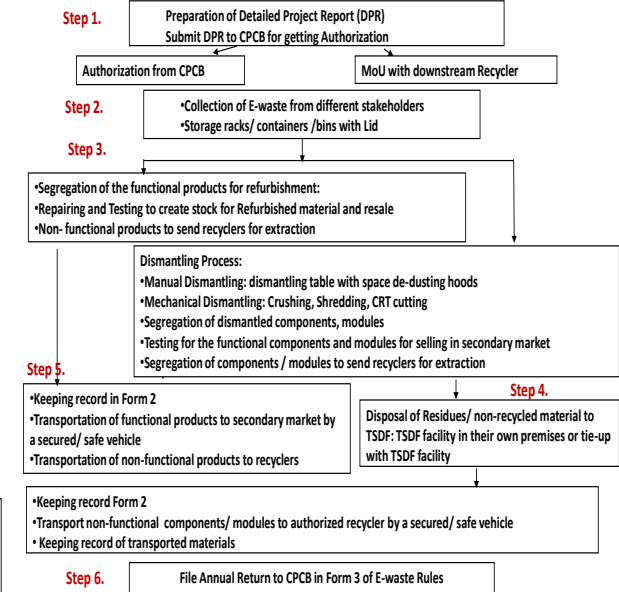 Step 1.
Preparation of Detailed Project Report (DPR)
Submit DPR to CPCB for getting Authorization
Authorization from CPCB
MoU with downstream Recycler
Step 2.
•Collection of E-waste from different stakeholders
•Storage racks/ containers /bins with Lid
Step 3.
•Segregation of the functional products for refurbishment:
•Repairing and Testing to create stock for Refurbished material and resale
•Non- functional products to send recyclers for extraction
Dismantling Process:
•Manual Dismantling: dismantling table with space de-dusting hoods
•Mechanical Dismantling: Crushing, Shredding, CRT cutting
•Segregation of dismantled components, modules
•Testing for the functional components and modules for selling in secondary market
•Segregation of components / modules to send recyclers for extraction
Step 5.
•Keeping record in Form 2
•Transportation of functional products to secondary market by
a secured/ safe vehicle
•Transportation of non-functional products to recyclers
Step 4.
Disposal of Residues/ non-recycled material to
TSDF: TSDF facility in their own premises or tie-up
with TSDF facility
•Keeping record Form 2
•Transport non-functional components/ modules to authorized recycler by a secured/ safe vehicle
• Keeping record of transported materials
Step 6.
File Annual Return to CPCB in Form 3 of E-waste Rules